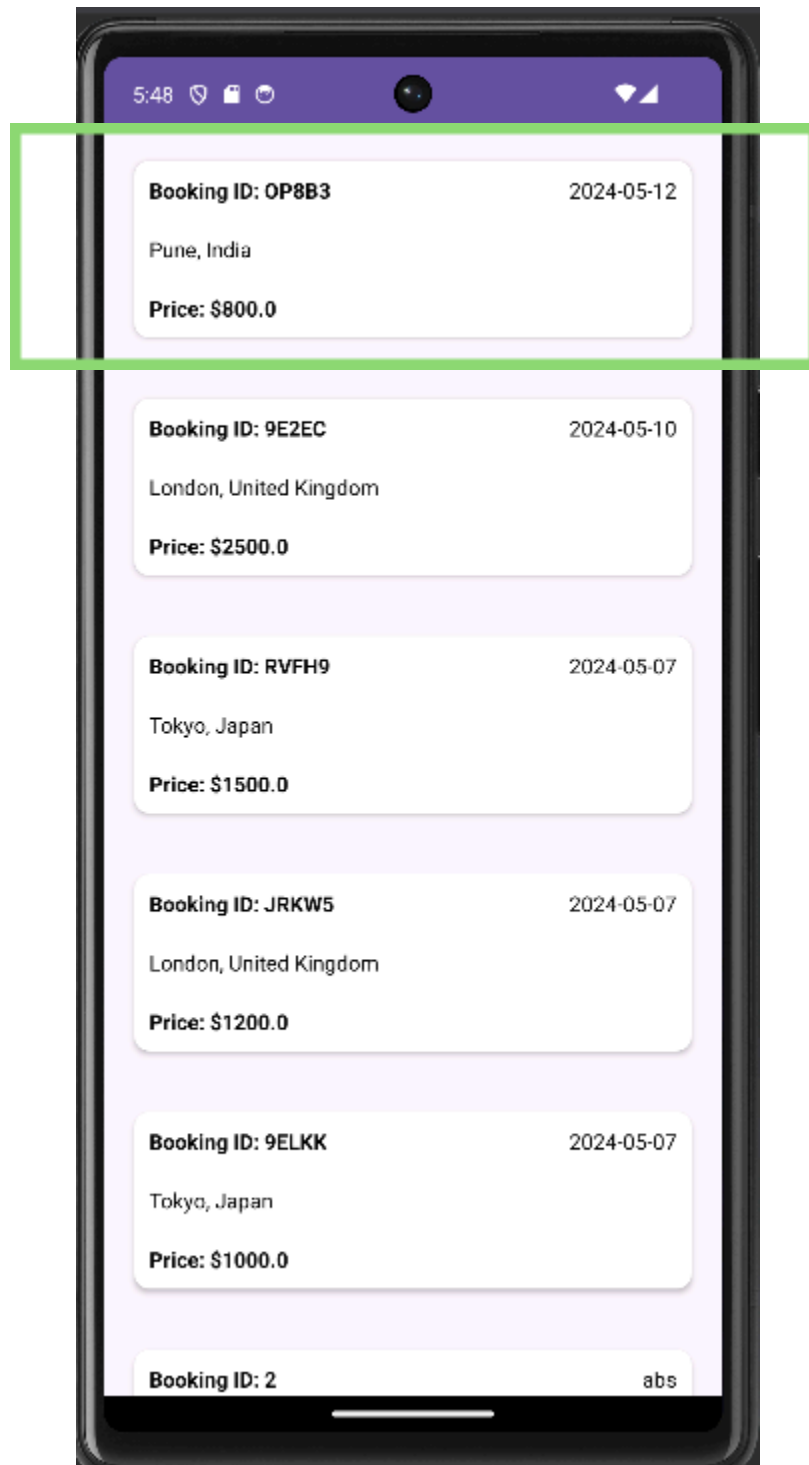 5:48
Booking ID: OP8B3 2024-05-12
Pune, India
Price: $800.0
Booking ID: 9E2EC 2024-05-10
London, United Kingdom
Price: $2500.0
Booking ID: RVFH9 2024-05-07
Tokyo, Japan
Price: $1500.0
Booking ID: JRKW5 2024-05-07
London, United Kingdom
Price: $1200.0
Booking ID: 9ELKK 2024-05-07
Tokyo, Japan
Price: $1000.0
Booking ID: 2 abs